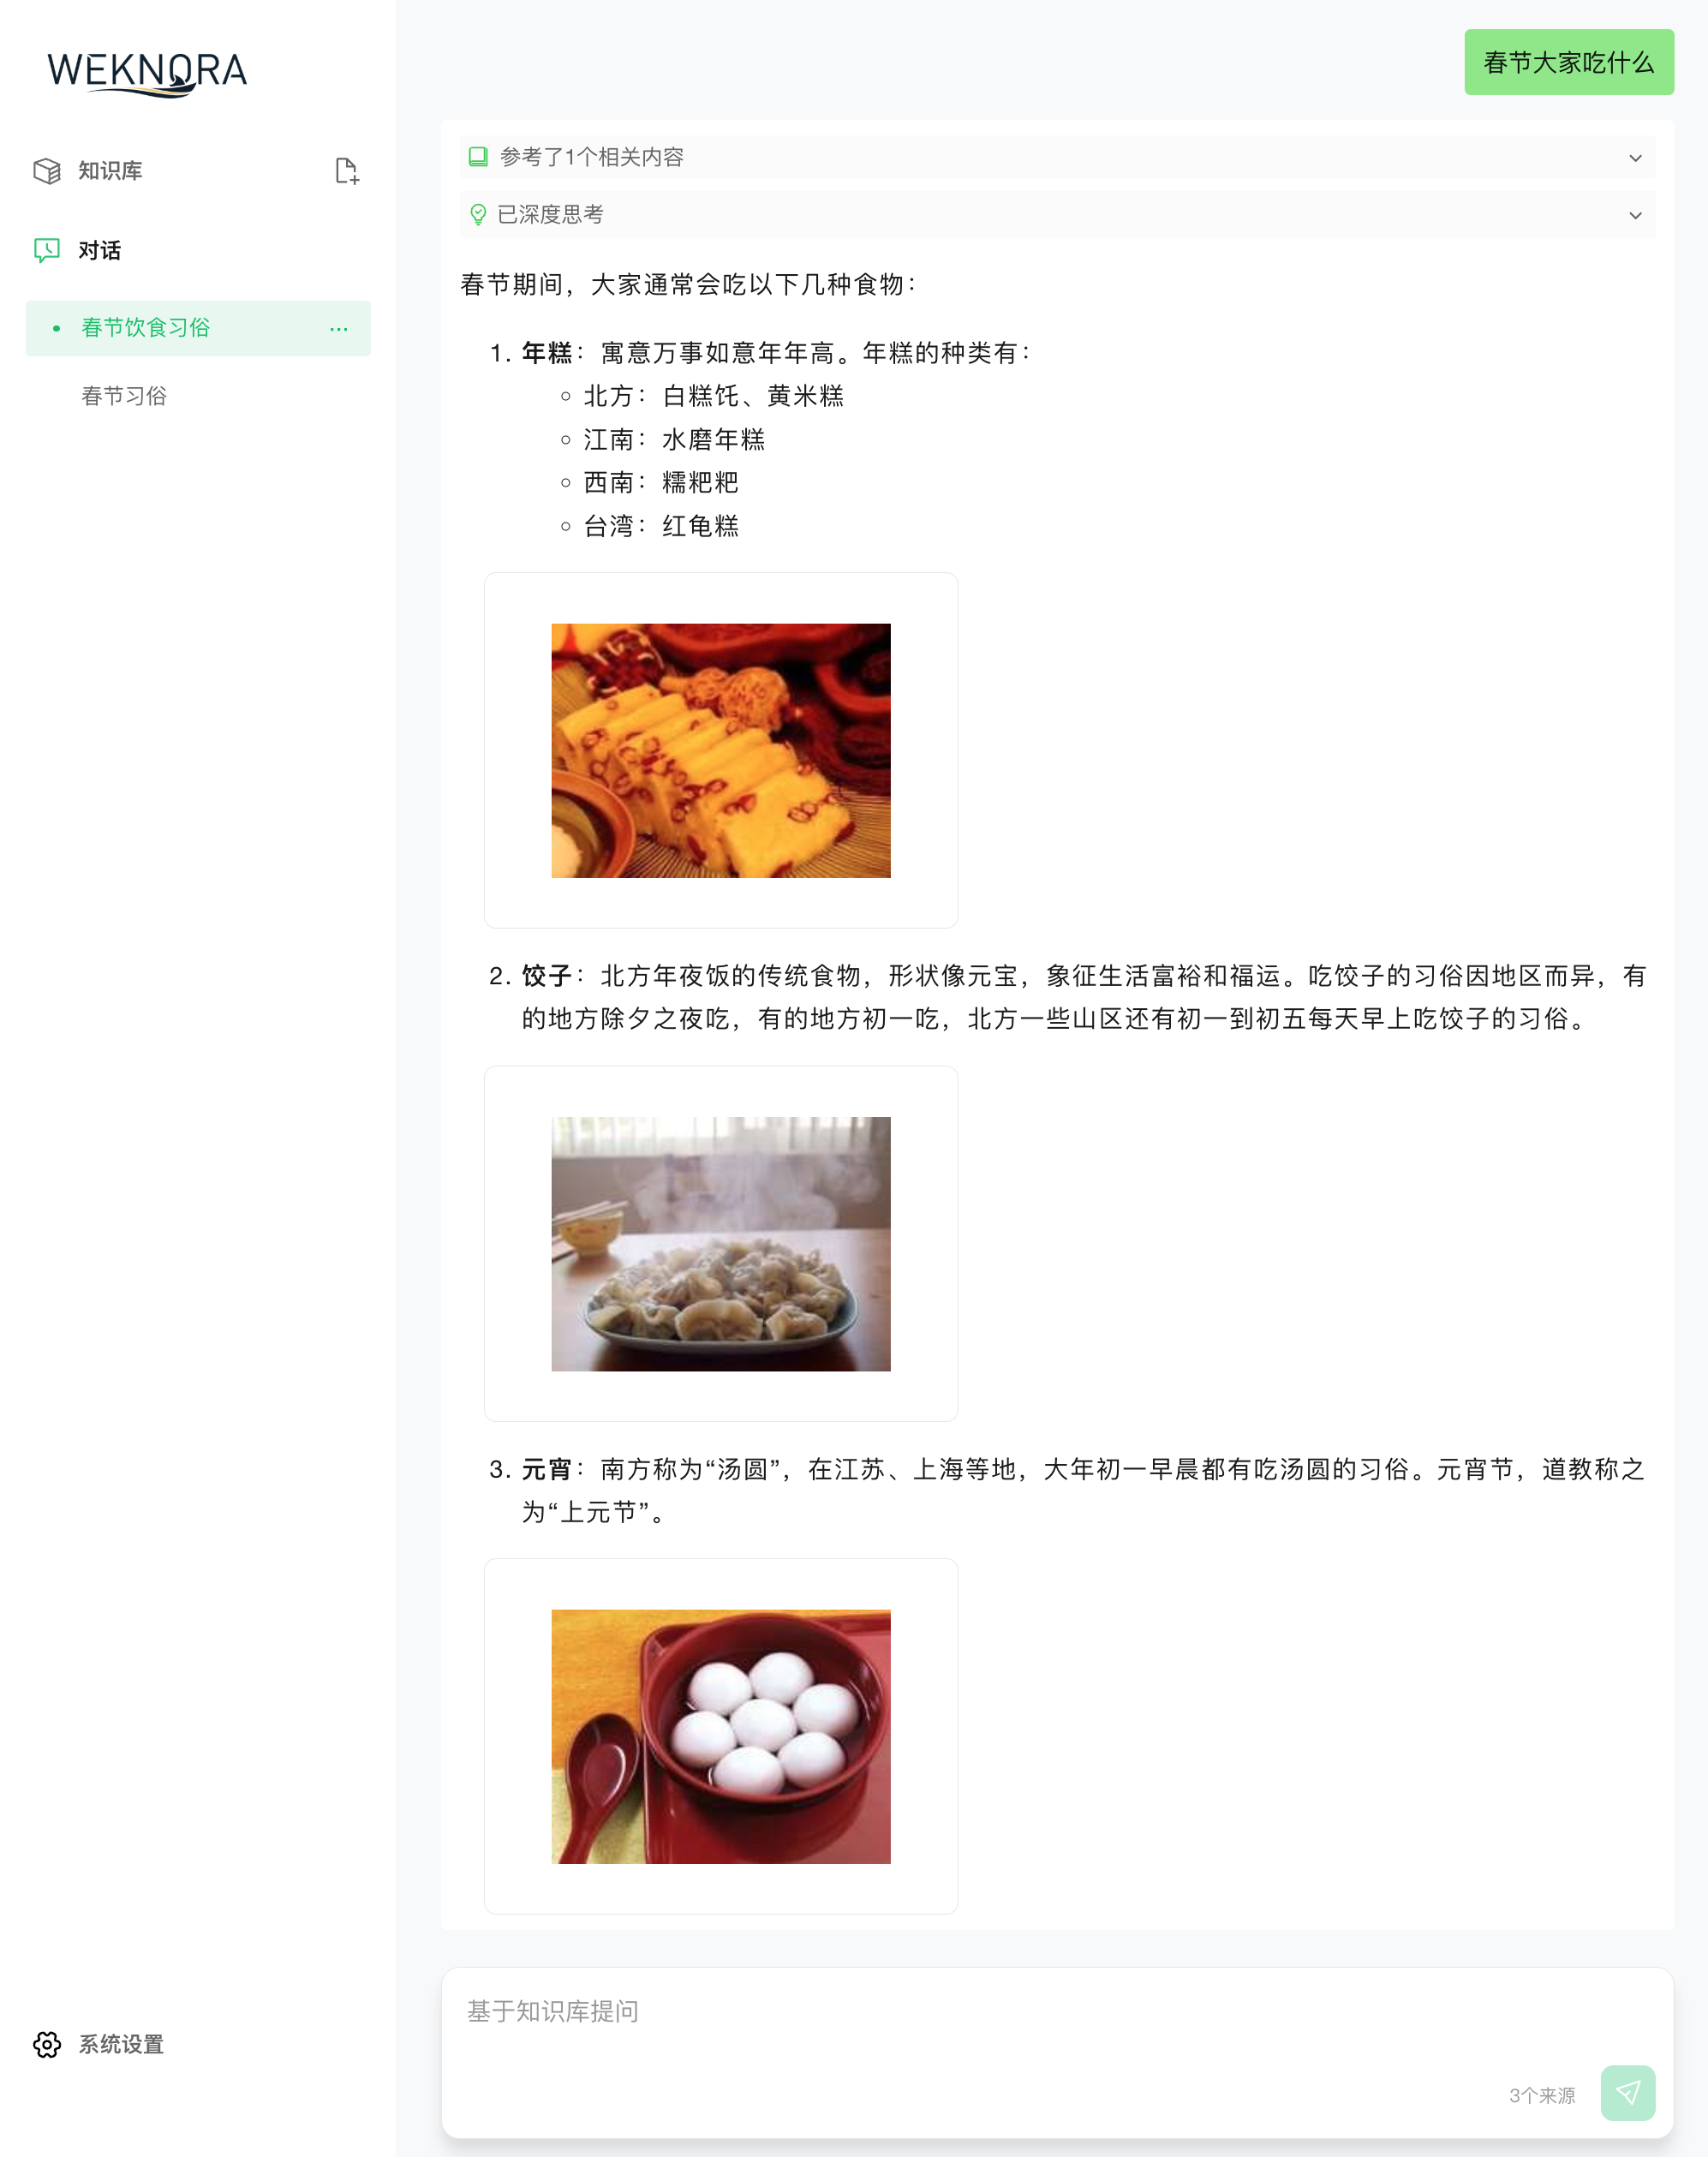 WEKNORA
知识库
对话
春节饮食习俗
春节习俗
系统设置
春节大家吃什么
参考了1个相关内容
已深度思考
春节期间，大家通常会吃以下几种食物：
1. 年糕：寓意万事如意年年高。年糕的种类有：
北方：白糕饦、黄米糕
江南：水磨年糕
西南：糯粑粑
台湾：红龟糕
2. 饺子：北方年夜饭的传统食物，形状像元宝，象征生活富裕和福运。吃饺子的习俗因地区而异，有
的地方除夕之夜吃，有的地方初一吃，北方一些山区还有初一到初五每天早上吃饺子的习俗。
3. 元宵：南方称为“汤圆”，在江苏、上海等地，大年初一早晨都有吃汤圆的习俗。元宵节，道教称之
为“上元节”。
基于知识库提问
3个来源